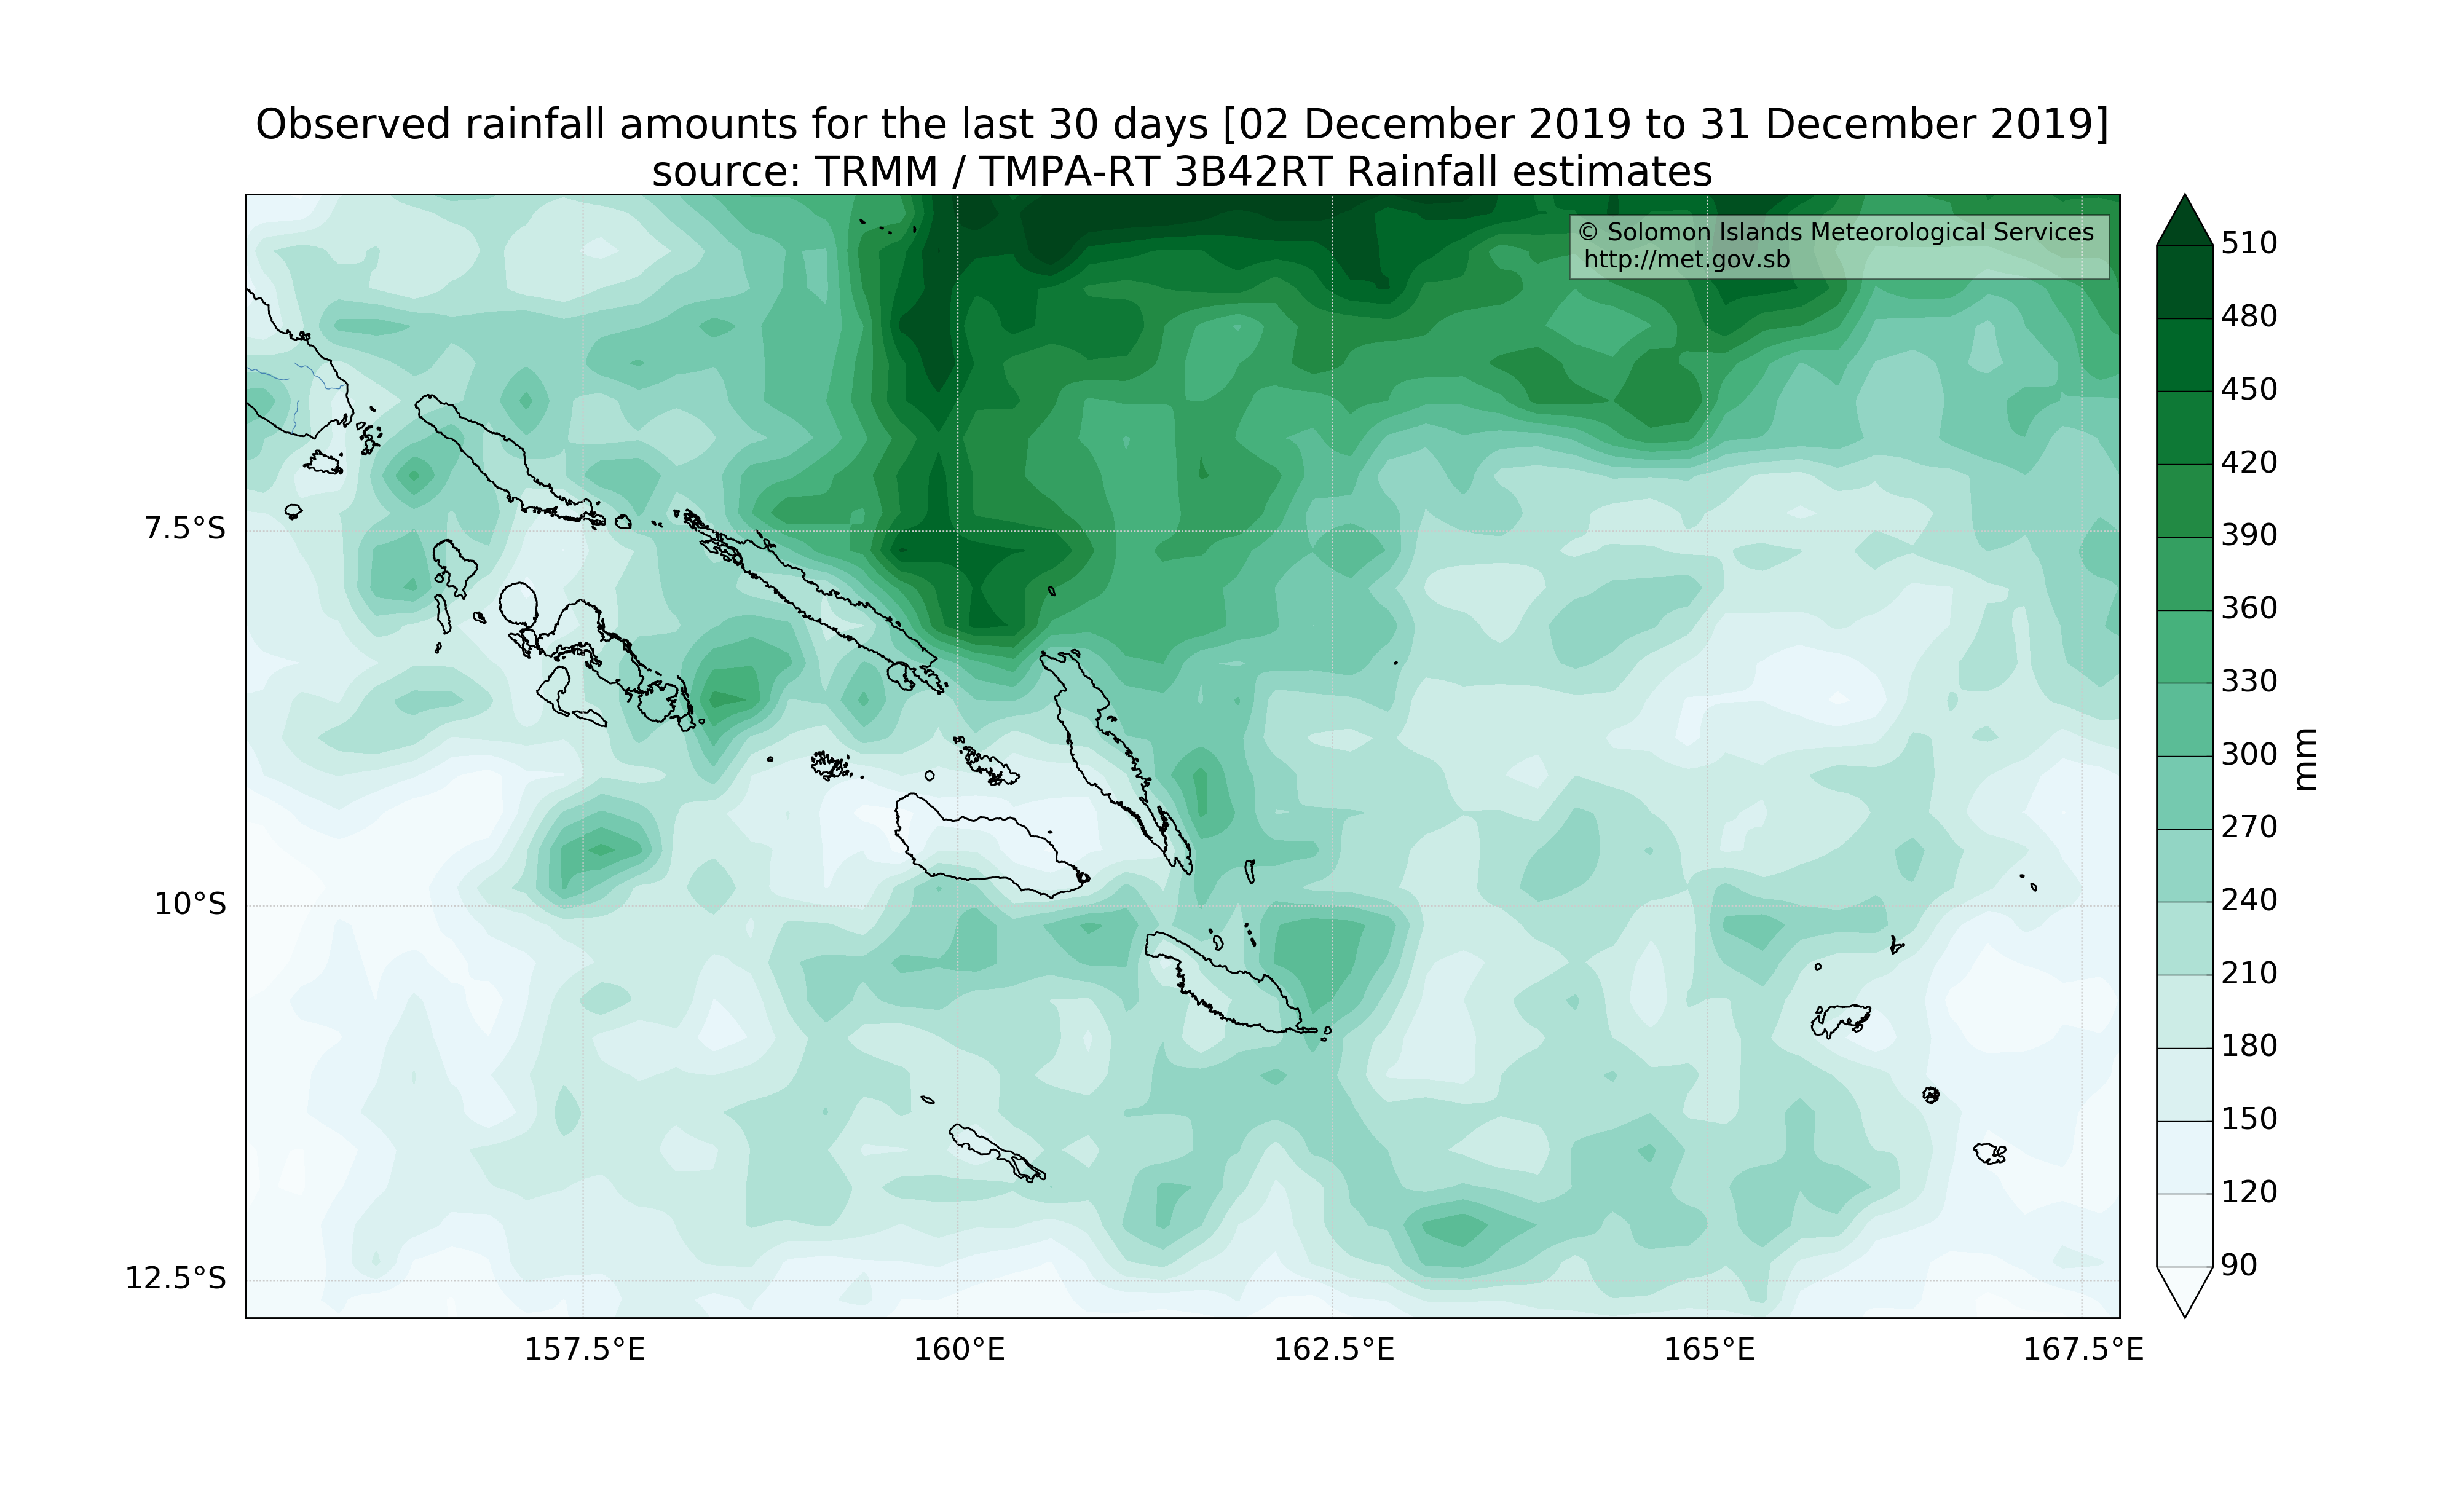 Observed rainfall amounts for the last 30 days [02 December 2019 to 31 December 2019]
source: TRMM / TMPA-RT 3B42RT Rainfall estimates
© Solomon Islands Meteorological Services
http://met.gov.sb
510
480
450
420
390
360
330
300
270
240
210
180
150
120
90
mm
7.5°S
10°S
12.5°S
157.5°E
160°E
162.5°E
165°E
167.5°E